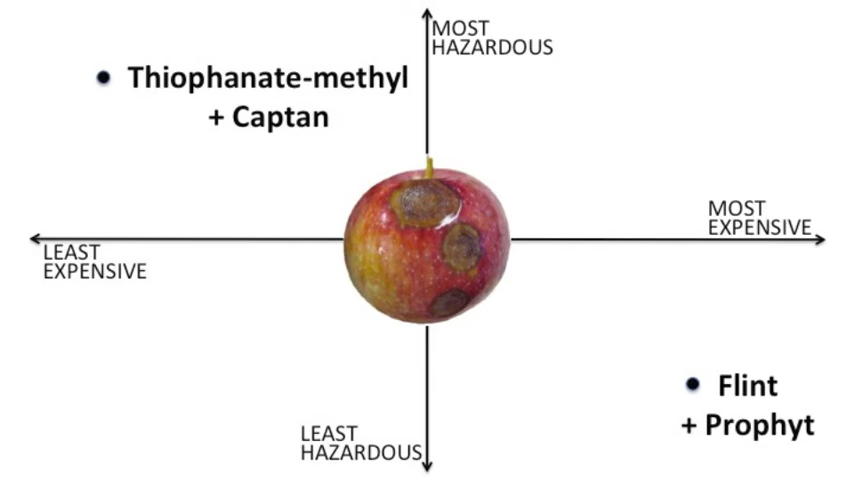 MOST
HAZARDOUS
• Thiophanate-methyl
+ Captan
MOST
EXPENSIVE
LEAST
EXPENSIVE
• Flint
+ Prophyt
LEAST
HAZARDOUS